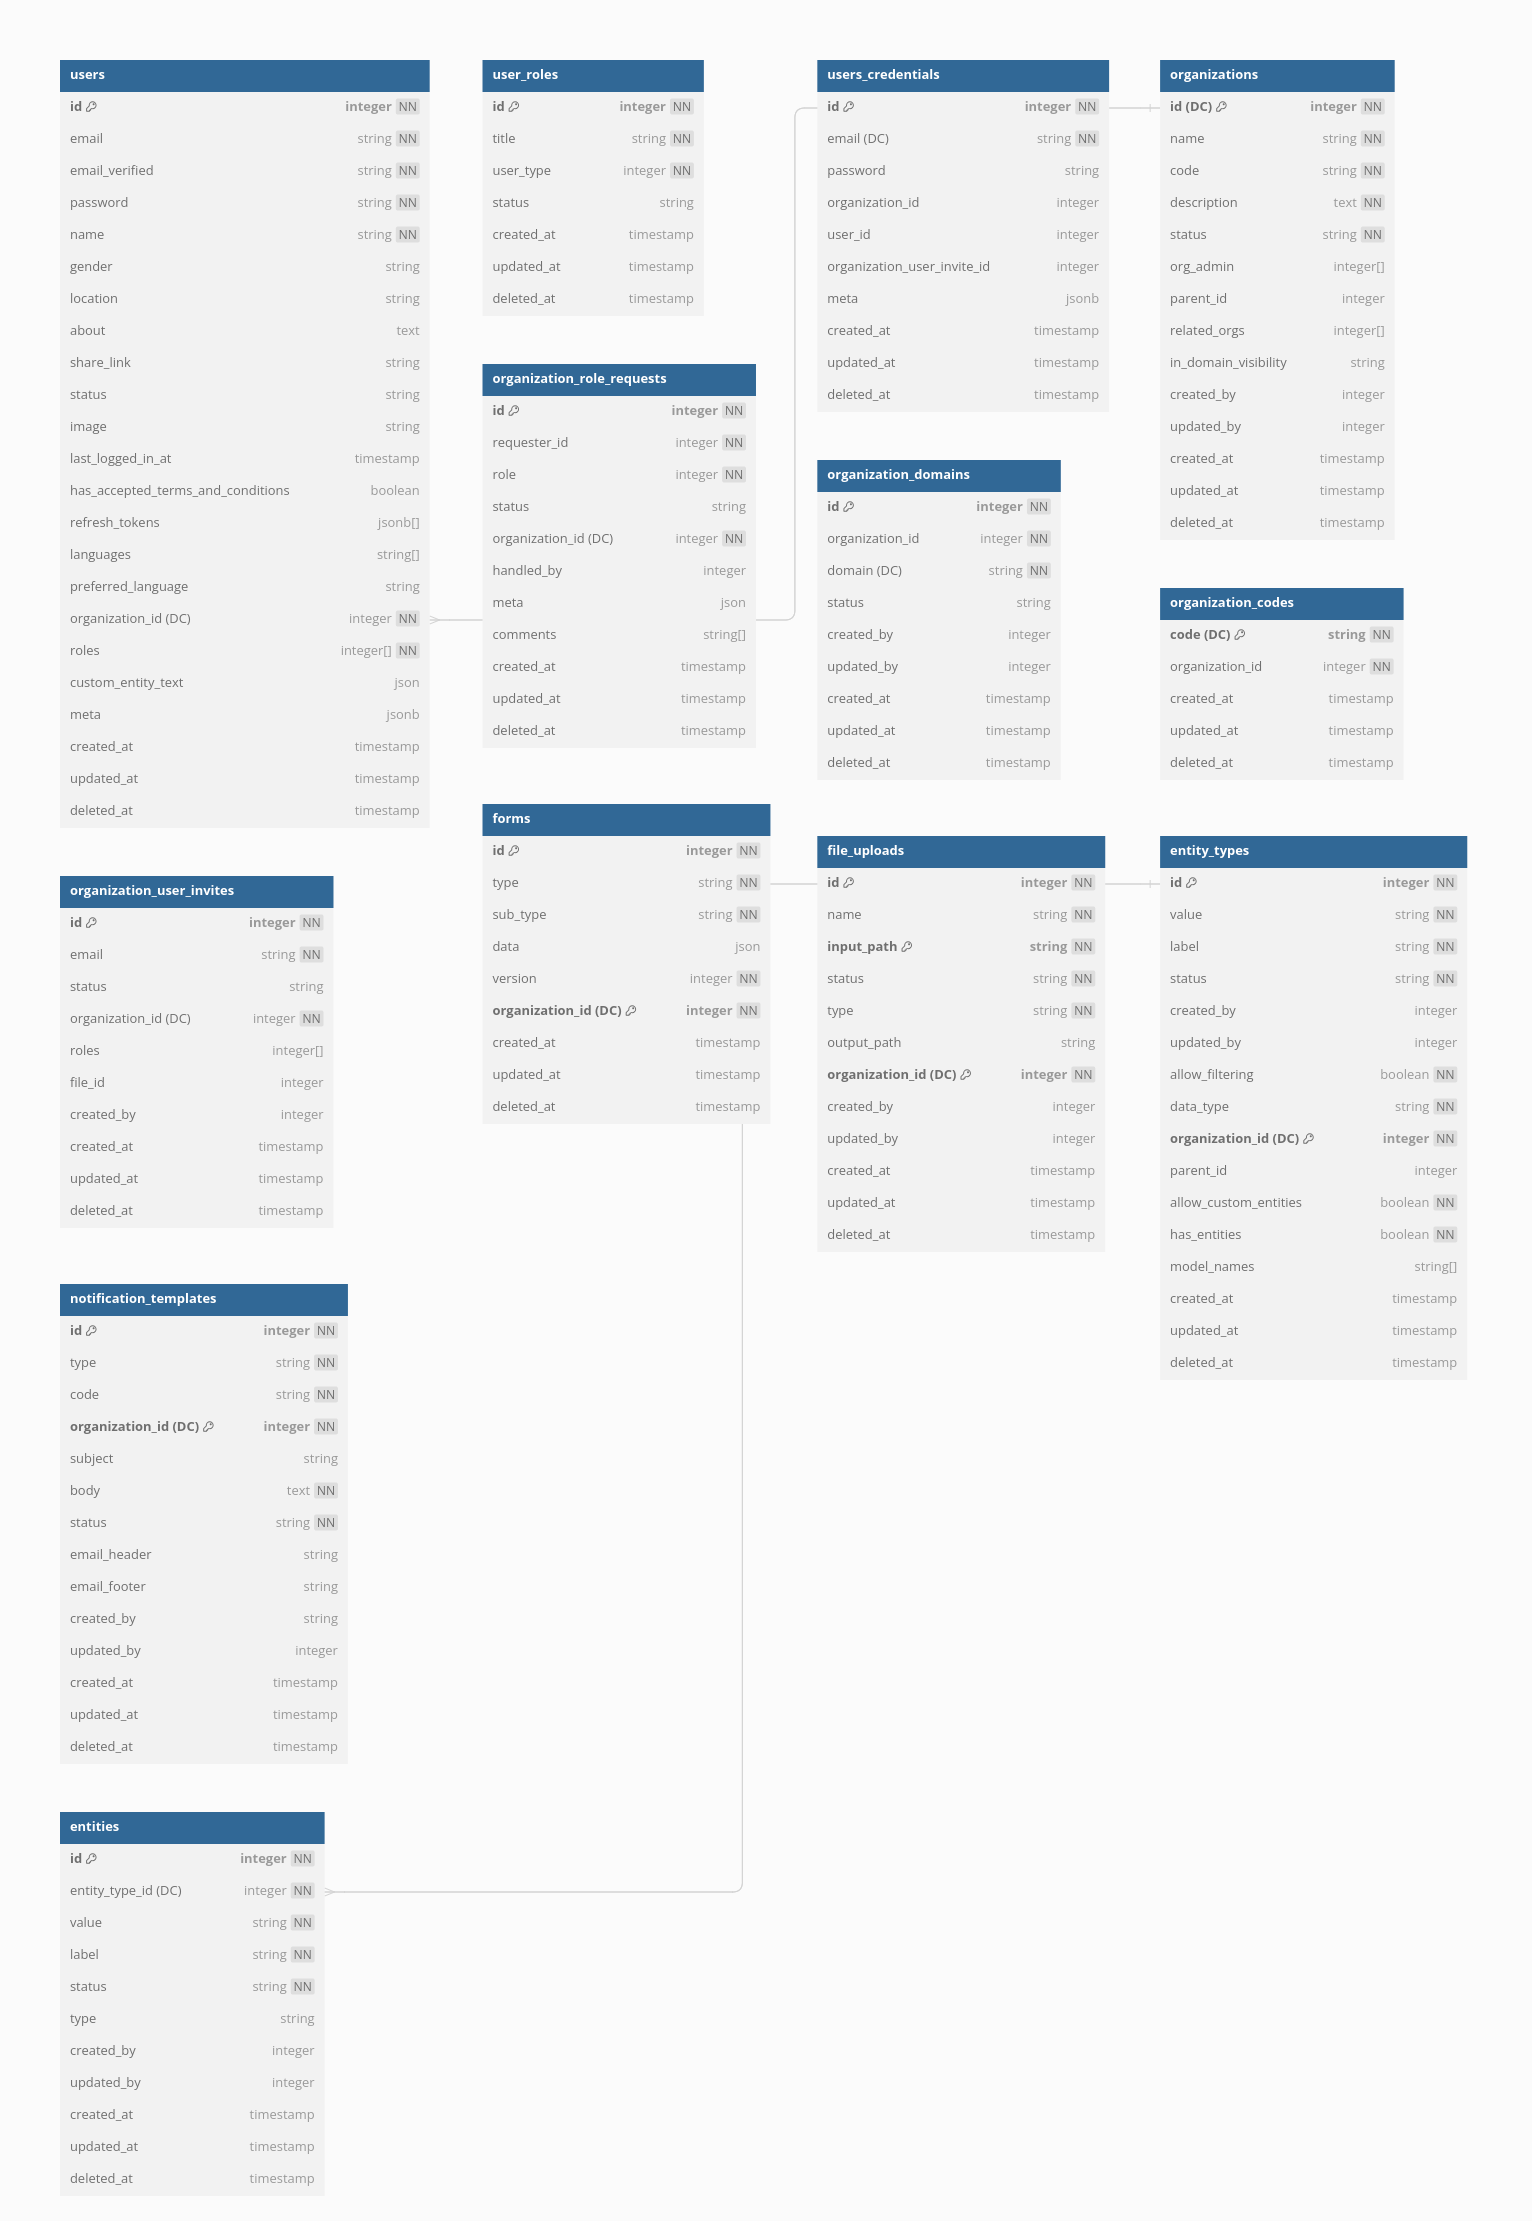 users
id integer NN
email string NN
email_verified string NN
password string NN
name string NN
gender string
location string
about text
share_link string
status string
image string
last_logged_in_at timestamp
has_accepted_terms_and_conditions boolean
refresh_tokens jsonb[]
languages string[]
preferred_language string
organization_id (DC) integer NN
roles integer[] NN
custom_entity_text json
meta jsonb
created_at timestamp
updated_at timestamp
deleted_at timestamp
user_roles
id integer NN
title string NN
user_type integer NN
status string
created_at timestamp
updated_at timestamp
deleted_at timestamp
organization_role_requests
id integer NN
requester_id integer NN
role integer NN
status string
organization_id (DC) integer NN
handled_by integer
meta json
comments string[]
created_at timestamp
updated_at timestamp
deleted_at timestamp
users_credentials
id integer NN
email (DC) string NN
password string
organization_id integer
user_id integer
organization_user_invite_id integer
meta jsonb
created_at timestamp
updated_at timestamp
deleted_at timestamp
organization_domains
id integer NN
organization_id integer NN
domain (DC) string NN
status string
created_by integer
updated_by integer
created_at timestamp
updated_at timestamp
deleted_at timestamp
organizations
id (DC) integer NN
name string NN
code string NN
description text NN
status string NN
org_admin integer[]
parent_id integer
related_orgs integer[]
in_domain_visibility string
created_by integer
updated_by integer
created_at timestamp
updated_at timestamp
deleted_at timestamp
organization_codes
code (DC) string NN
organization_id integer NN
created_at timestamp
updated_at timestamp
deleted_at timestamp
organization_user_invites
id integer NN
email string NN
status string
organization_id (DC) integer NN
roles integer[]
file_id integer
created_by integer
created_at timestamp
updated_at timestamp
deleted_at timestamp
forms
id integer NN
type string NN
sub_type string NN
data json
version integer NN
organization_id (DC) integer NN
created_at timestamp
updated_at timestamp
deleted_at timestamp
file_uploads
id integer NN
name string NN
input_path string NN
status string NN
type string NN
output_path string
organization_id (DC) integer NN
created_by integer
updated_by integer
created_at timestamp
updated_at timestamp
deleted_at timestamp
entity_types
id integer NN
value string NN
label string NN
status string NN
created_by integer
updated_by integer
allow_filtering boolean NN
data_type string NN
organization_id (DC) integer NN
parent_id integer
allow_custom_entities boolean NN
has_entities boolean NN
model_names string[]
created_at timestamp
updated_at timestamp
deleted_at timestamp
notification_templates
id integer NN
type string NN
code string NN
organization_id (DC) integer NN
subject string
body text NN
status string NN
email_header string
email_footer string
created_by string
updated_by integer
created_at timestamp
updated_at timestamp
deleted_at timestamp
entities
id integer NN
entity_type_id (DC) integer NN
value string NN
label string NN
status string NN
type string
created_by integer
updated_by integer
created_at timestamp
updated_at timestamp
deleted_at timestamp